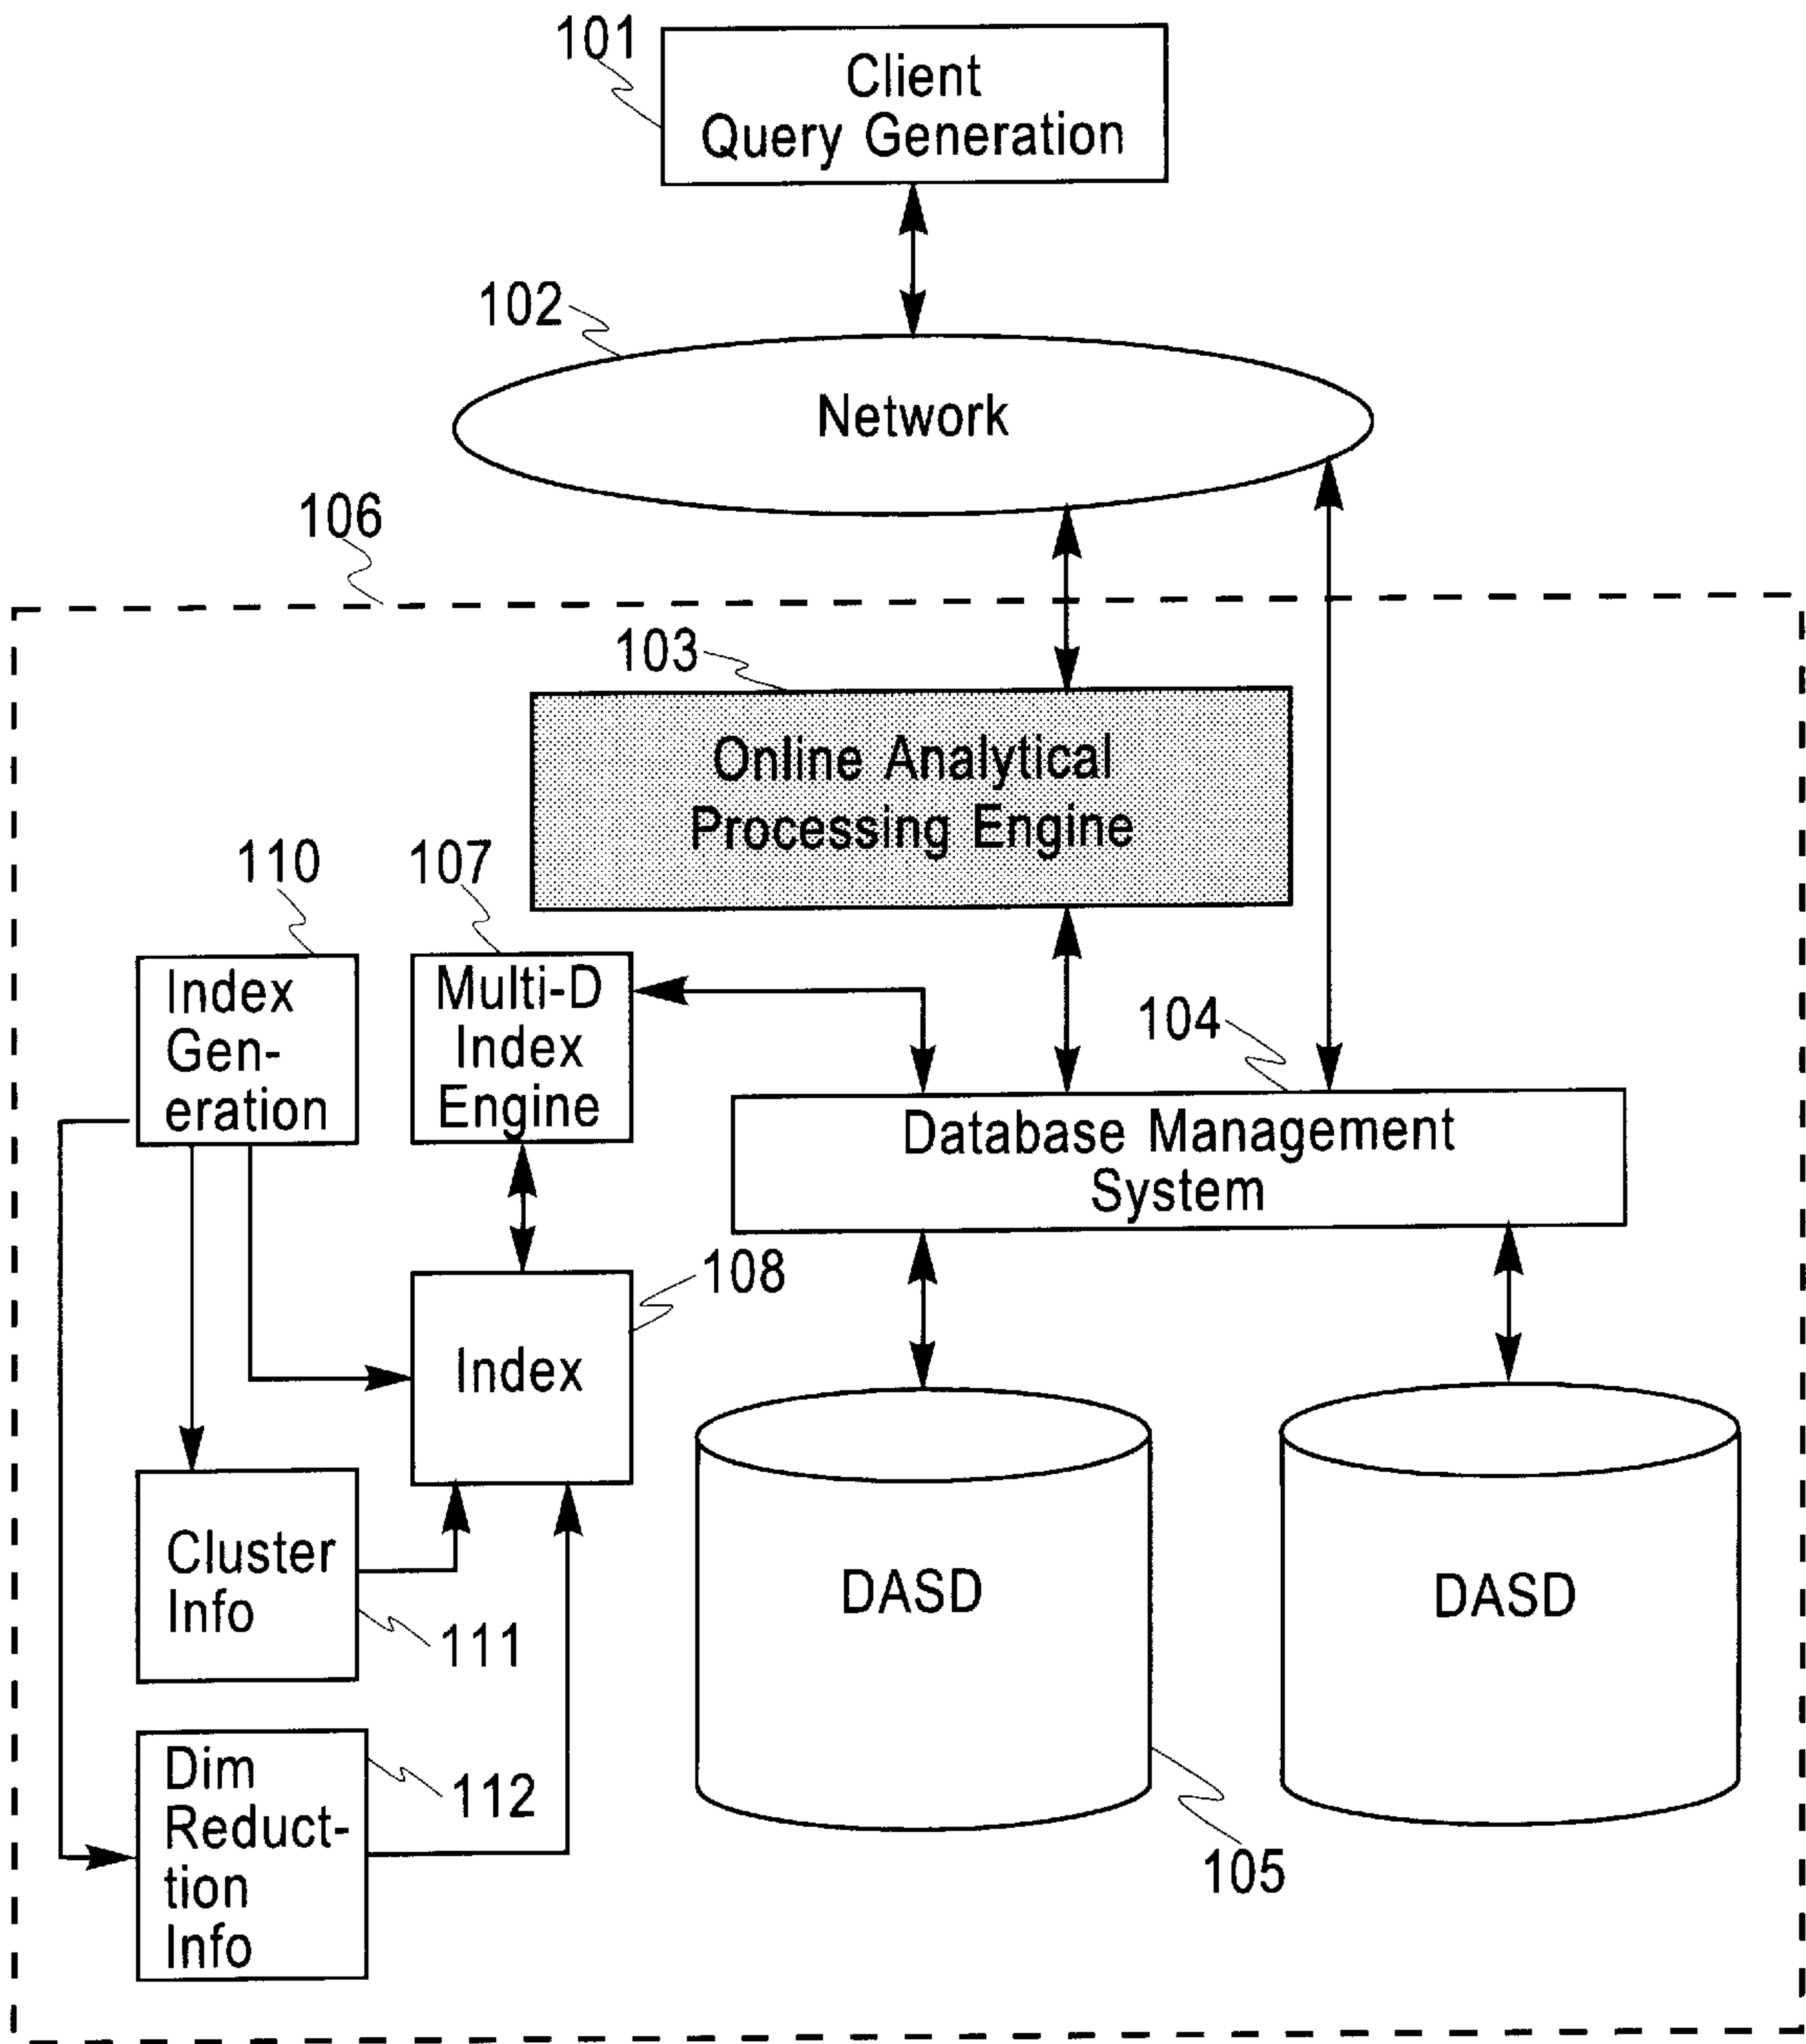 101
Client
Query Generation
102
Network
106
103
Online Analytical
Processing Engine
110
107
Index
Gen-
eration
Multi-D
Index
Engine
104
Database Management
System
108
Index
Cluster
Info
111
DASD
DASD
Dim
Reduct-
tion
Info
112
105